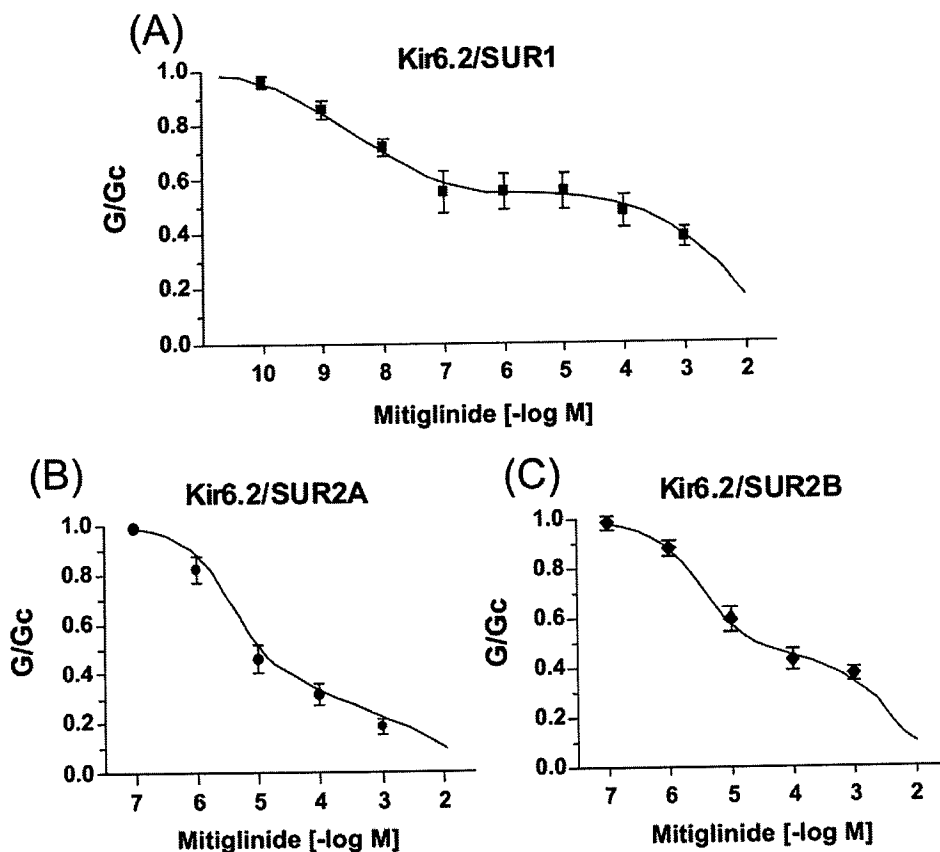 (A)
Kir6.2/SUR1
1.0
0.8
0.6
0.4
0.2
0.0
G/Gc
10 9 8 7 6 5 4 3 2
Mitiglinide [-log M]
(B)
Kir6.2/SUR2A
1.0
0.8
0.6
0.4
0.2
0.0
G/Gc
7 6 5 4 3 2
Mitiglinide [-log M]
(C)
Kir6.2/SUR2B
1.0
0.8
0.6
0.4
0.2
0.0
G/Gc
7 6 5 4 3 2
Mitiglinide [-log M]